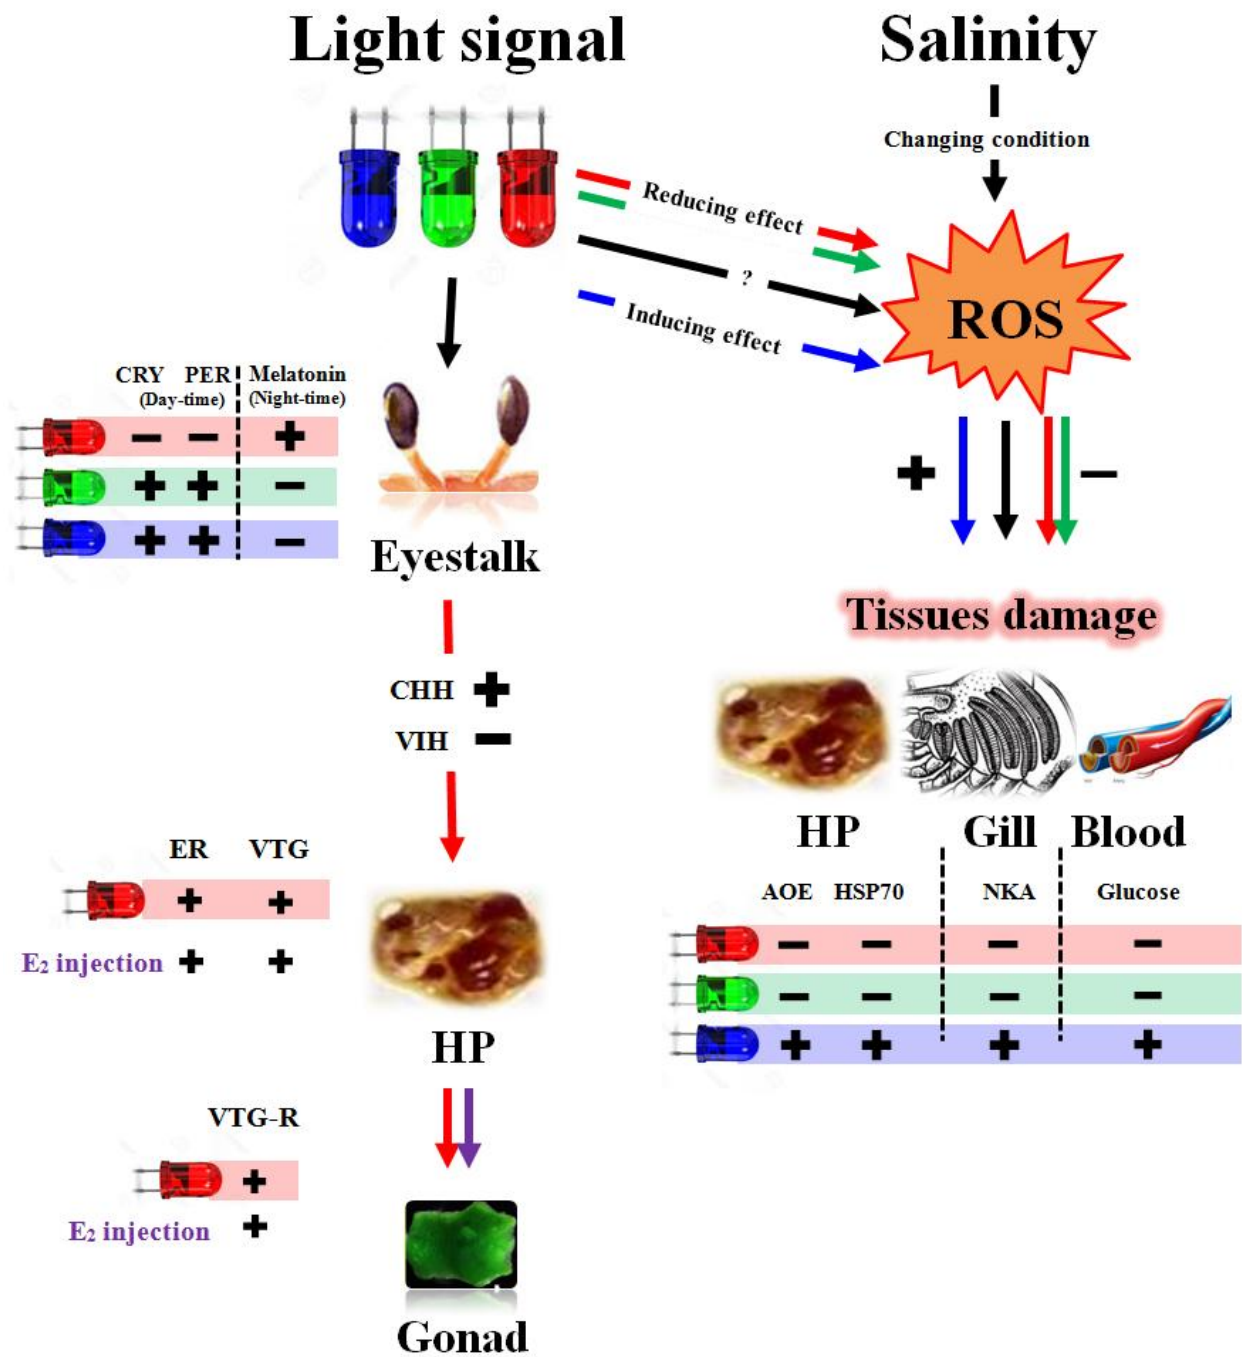 Light signal
Salinity
Changing condition
Reducing effect
?
Inducing effect
ROS
CRY PER Melatonin
(Day-time) (Night-time)
− − +
+ + −
+ + −
Eyestalk
+ −
Tissues damage
CHH +
VIH −
HP Gill Blood
AOE HSP70 NKA Glucose
− − − −
− − − −
+ + + +
ER VTG
+ +
E₂ injection + +
HP
VTG-R
+
E₂ injection +
Gonad